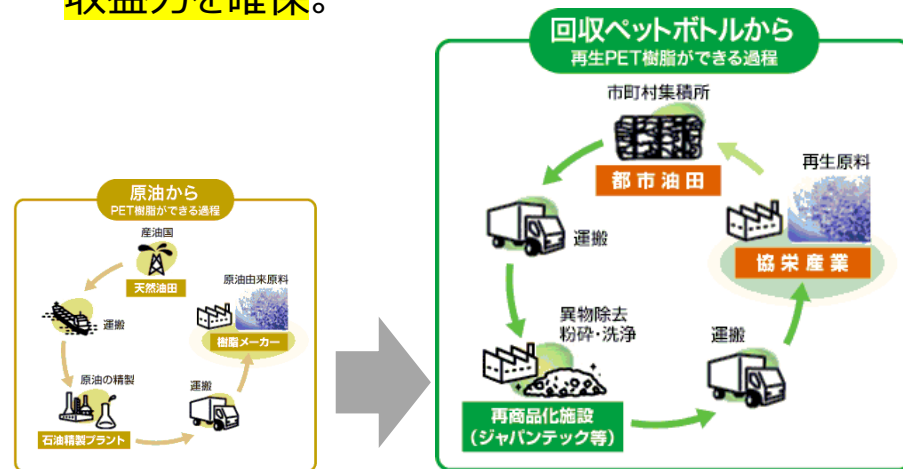 収益力を確保。
回収ペットボトルから
再生PET樹脂ができる過程
市町村集積所
都市油田
運搬
異物除去
粉砕・洗浄
再商品化施設
（ジャパンテック等）
運搬
再生原料
協栄産業
原油から
PET樹脂ができる過程
産油国
天然油田
運搬
原油の精製
石油精製プラント
運搬
原油由来原料
樹脂メーカー